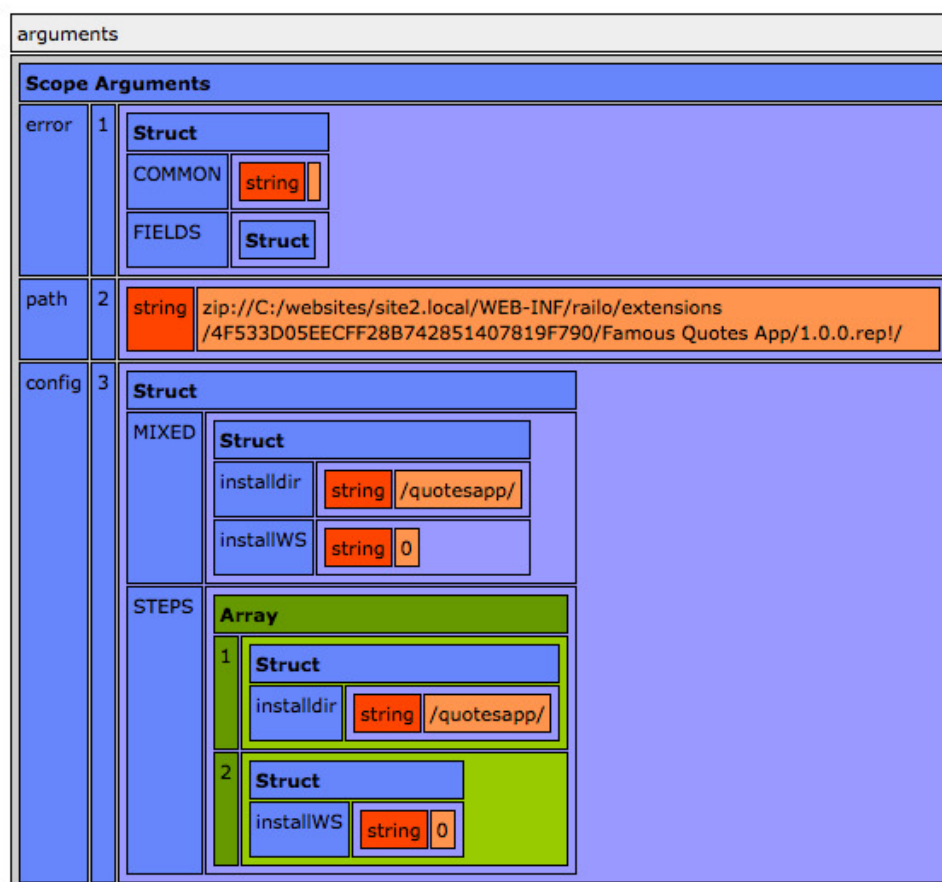 arguments
Scope Arguments
error 1 Struct
COMMON string
FIELDS Struct
path 2 string zip://C:/websites/site2.local/WEB-INF/railo/extensions
/4F533D05EECFF28B742851407819F790/Famous Quotes App/1.0.0.rep!/
config 3 Struct
MIXED Struct
installdir string /quotesapp/
installWS string 0
STEPS Array
1 Struct
installdir string /quotesapp/
2 Struct
installWS string 0